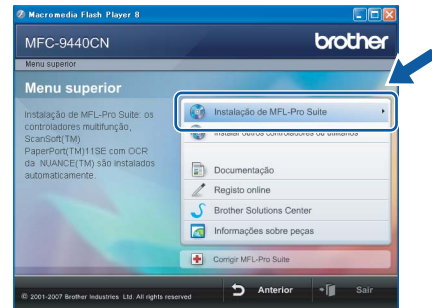 Macromedia Flash Player 8
MFC-9440CN
brother
Menu superior
Menu superior
Instalação de MFL-Pro Suite: os
controladores multifunção,
ScanSoft(TM)
PaperPort(TM)11SE com OCR
da NUANCE(TM) são instalados
automaticamente.
Instalação de MFL-Pro Suite
Instalar outros controladores ou utilitários
Documentação
Registo online
Brother Solutions Center
Informações sobre peças
Corrigir MFL-Pro Suite
© 2001-2007 Brother Industries Ltd. All rights reserved
Anterior
Sair